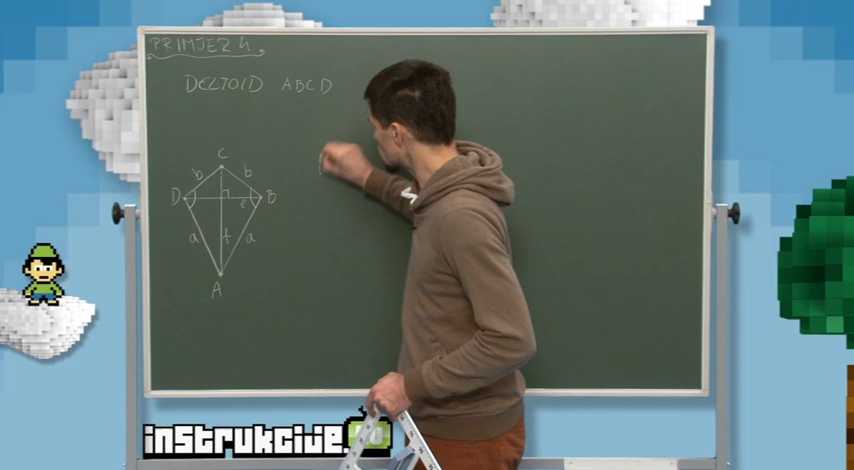 PRIMJER 4
DELTOID ABCD
C
b b
D e B
a f a
A
instrukcije